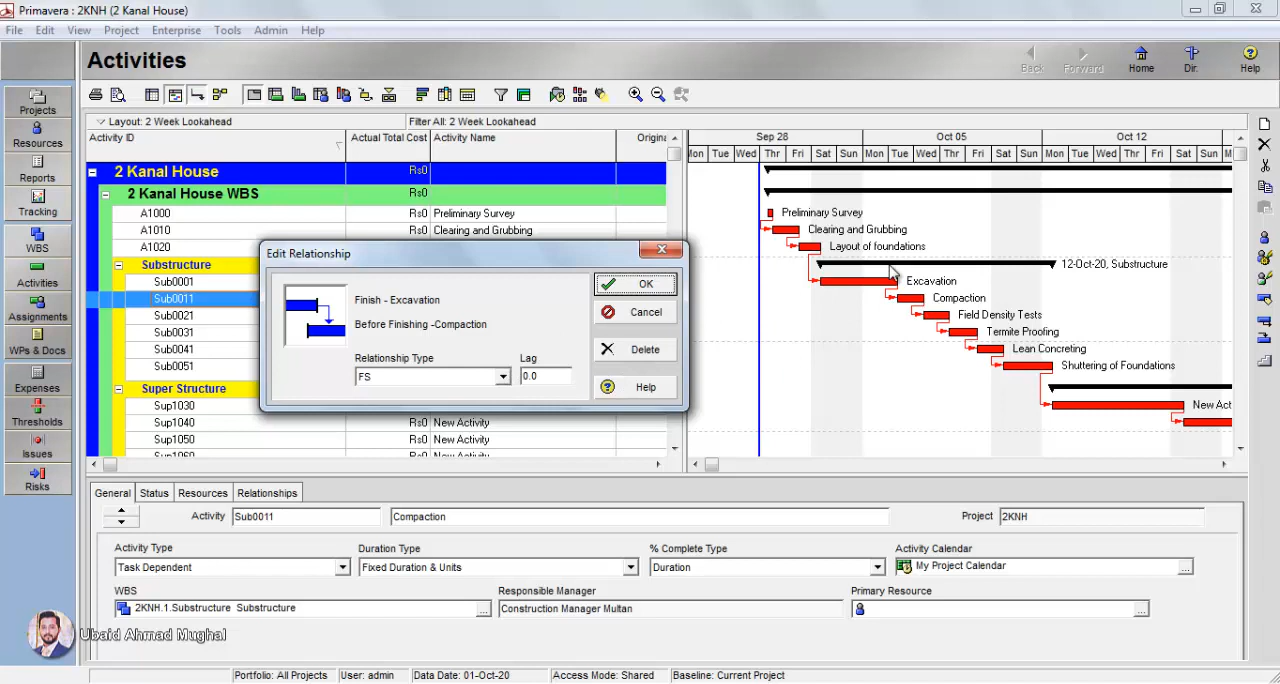 Primavera : 2KNH (2 Kanal House)
File Edit View Project Enterprise Tools Admin Help
Activities
Back Forward Home Dir. Help
Projects
Resources
Reports
Tracking
WBS
Activities
Assignments
WPs & Docs
Expenses
Thresholds
Issues
Risks
Layout: 2 Week Lookahead Filter All: 2 Week Lookahead
Activity ID Actual Total Cost Activity Name Origina
Sep 28 Oct 05 Oct 12
Mon Tue Wed Thr Fri Sat Sun Mon Tue Wed Thr Fri Sat Sun Mon Tue Wed Thr Fri Sat Sun M
2 Kanal House Rs0
2 Kanal House WBS Rs0
A1000 Rs0 Preliminary Survey
A1010 Rs0 Clearing and Grubbing
A1020
Substructure
Sub0001
Sub0011
Sub0021
Sub0031
Sub0041
Sub0051
Super Structure
Sup1030
Sup1040 Rs0 New Activity
Sup1050 Rs0 New Activity
Sup1060 Rs0 New Activity
Preliminary Survey
Clearing and Grubbing
Layout of foundations
12-Oct-20, Substructure
Excavation
Compaction
Field Density Tests
Termite Proofing
Lean Concreting
Shuttering of Foundations
New Act
Edit Relationship
Finish - Excavation
Before Finishing -Compaction
Relationship Type Lag
FS 0.0
OK
Cancel
Delete
Help
General Status Resources Relationships
Activity Sub0011 Compaction Project 2KNH
Activity Type Duration Type % Complete Type Activity Calendar
Task Dependent Fixed Duration & Units Duration My Project Calendar
WBS Responsible Manager Primary Resource
2KNH.1.Substructure Substructure Construction Manager Multan
Ubaid Ahmad Mughal
Portfolio: All Projects User: admin Data Date: 01-Oct-20 Access Mode: Shared Baseline: Current Project